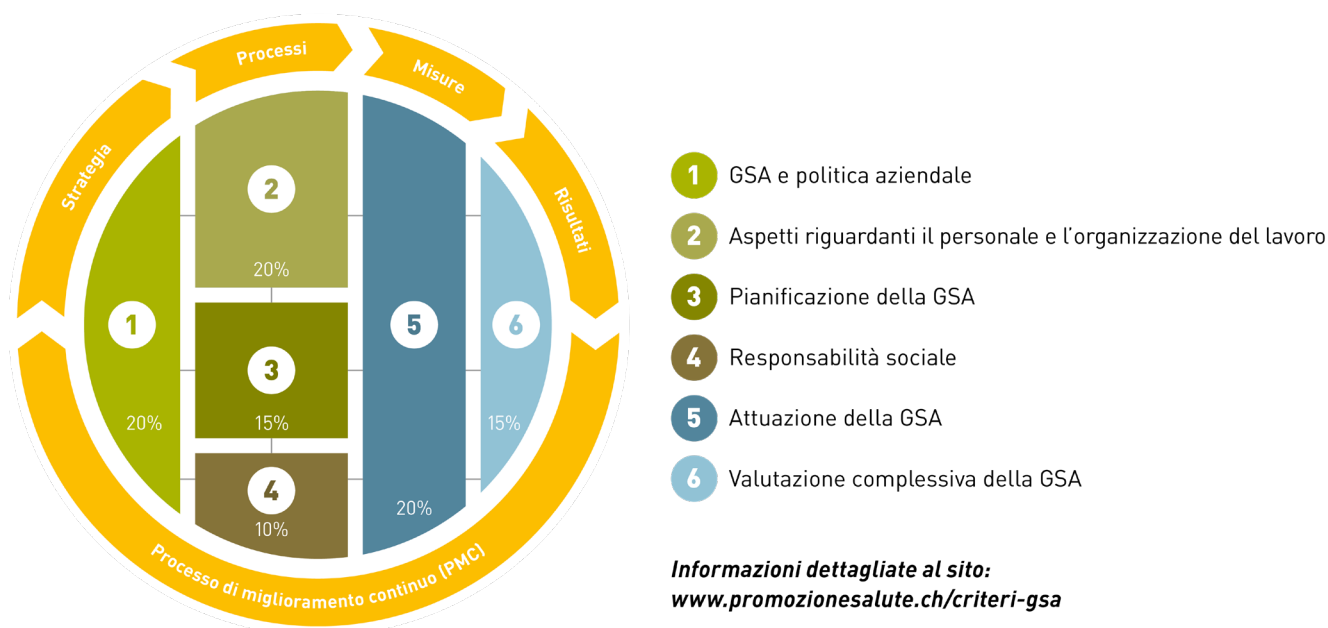 Strategia
Processi
Misure
Risultati
Processo di miglioramento continuo (PMC)
1
20%
2
20%
3
15%
4
10%
5
20%
6
15%
1 GSA e politica aziendale
2 Aspetti riguardanti il personale e l’organizzazione del lavoro
3 Pianificazione della GSA
4 Responsabilità sociale
5 Attuazione della GSA
6 Valutazione complessiva della GSA
Informazioni dettagliate al sito:
www.promozionesalute.ch/criteri-gsa